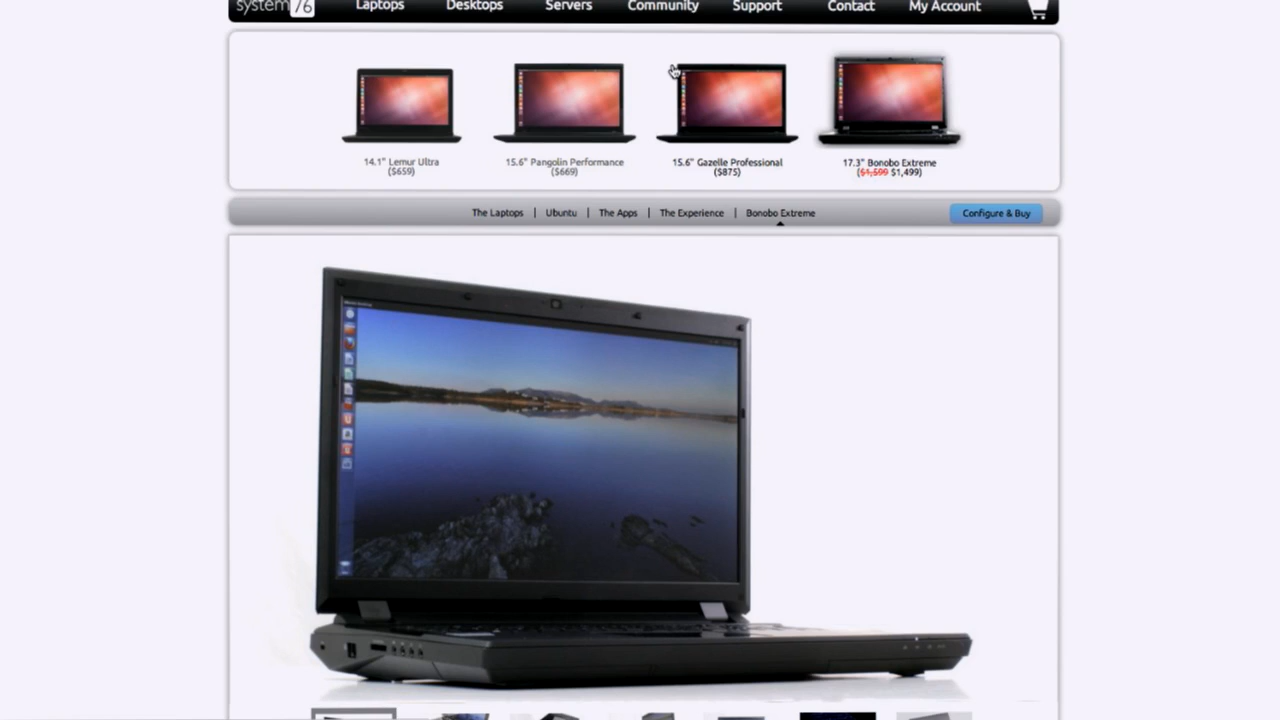 system76 Laptops Desktops Servers Community Support Contact My Account
14.1" Lemur Ultra
($659)
15.6" Pangolin Performance
($669)
15.6" Gazelle Professional
($875)
17.3" Bonobo Extreme
($1,599 $1,499)
The Laptops | Ubuntu | The Apps | The Experience | Bonobo Extreme
Configure & Buy